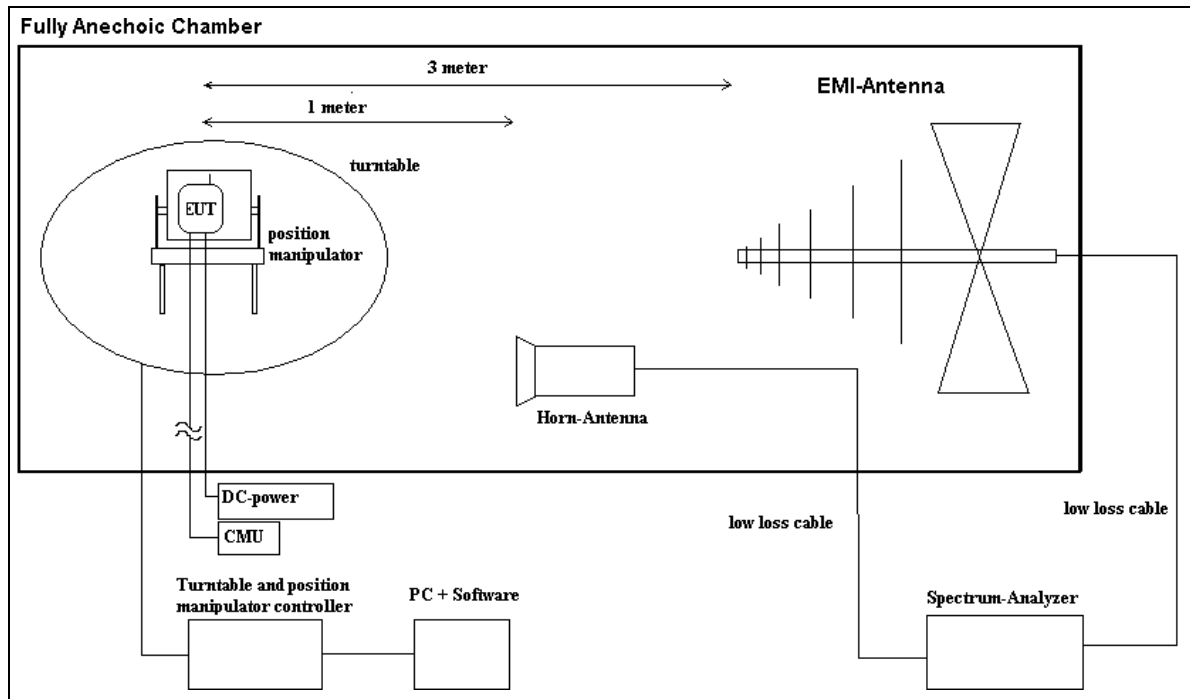 Fully Anechoic Chamber
3 meter
EMI-Antenna
1 meter
turntable
EUT
position
manipulator
Horn-Antenna
DC-power
CMU
low loss cable
low loss cable
Turntable and position
manipulator controller
PC + Software
Spectrum-Analyzer